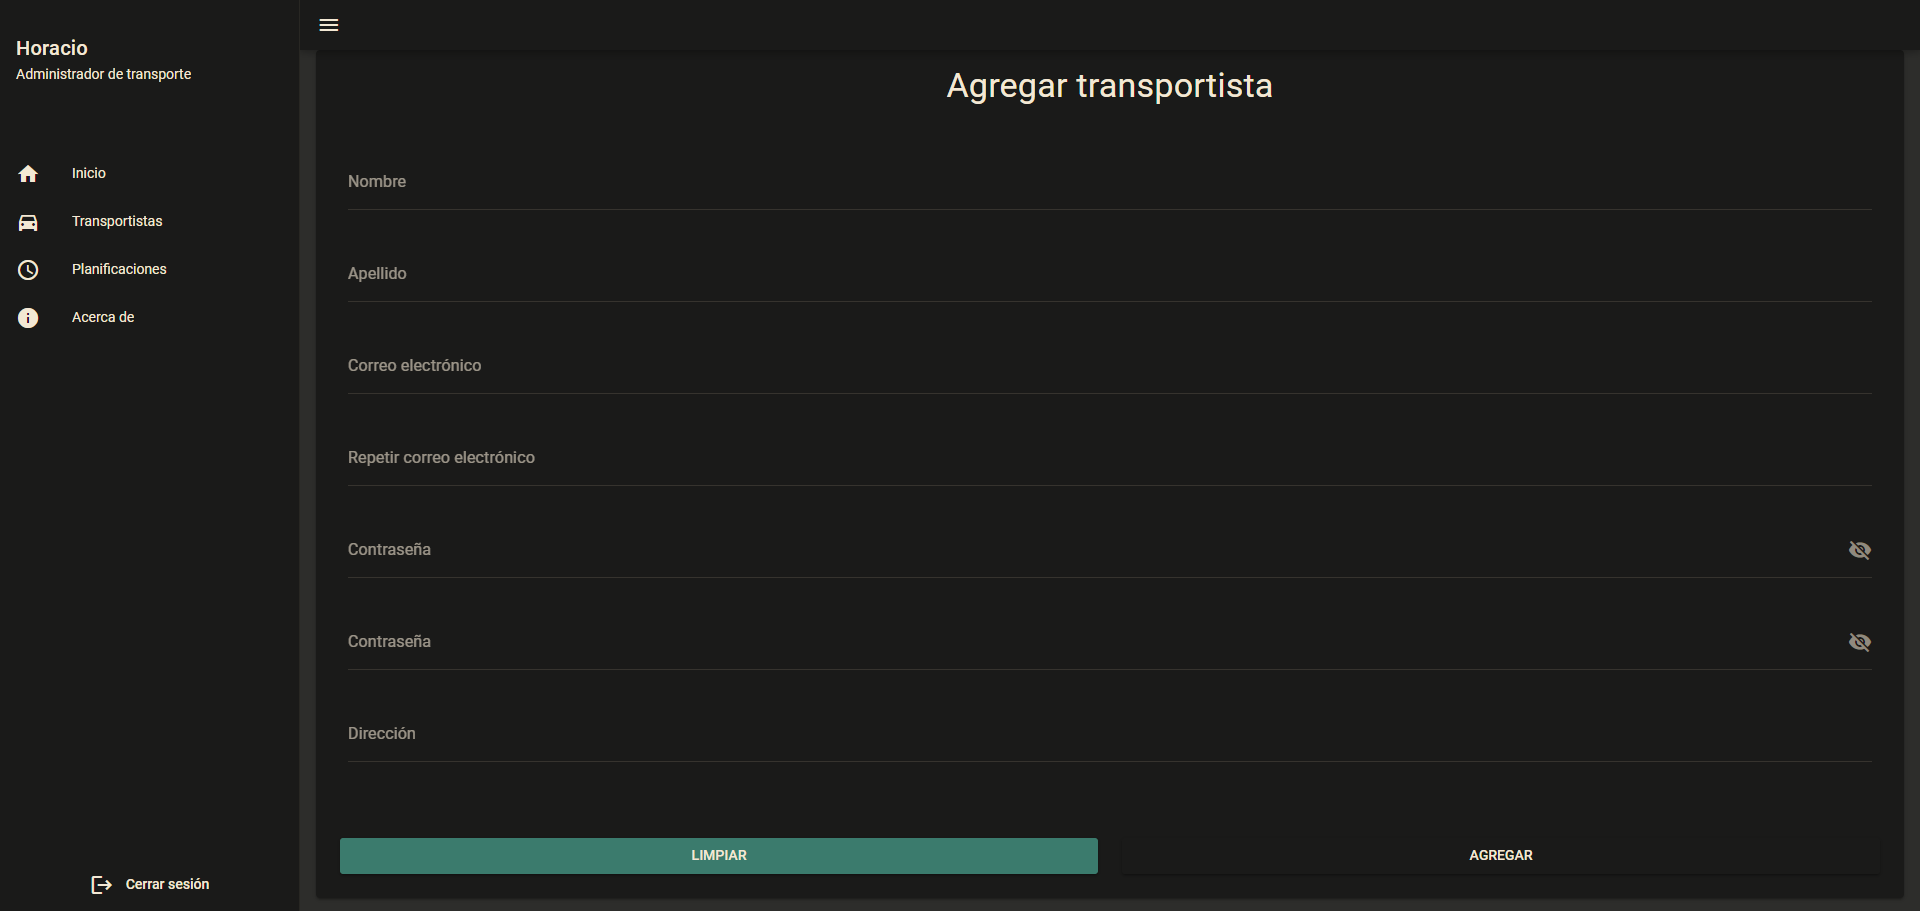 Horacio
Administrador de transporte
Inicio
Transportistas
Planificaciones
Acerca de
Cerrar sesión
Agregar transportista
Nombre
Apellido
Correo electrónico
Repetir correo electrónico
Contraseña
Contraseña
Dirección
LIMPIAR
AGREGAR